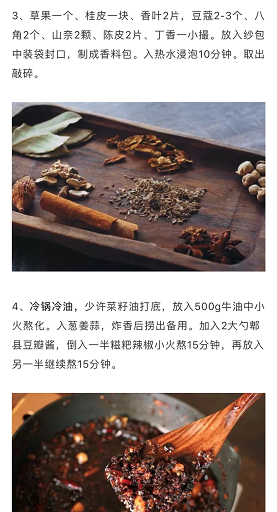 3、草果一个、桂皮一块、香叶2片，豆蔻2-3个、八
角2个、山奈2颗、陈皮2片、丁香一小撮。放入纱包
中装袋封口，制成香料包。入热水浸泡10分钟。取出
敲碎。
4、冷锅冷油，少许菜籽油打底，放入500g牛油中小
火熬化。入葱姜蒜，炸香后捞出备用。加入2大勺郫
县豆瓣酱，倒入一半糍粑辣椒小火熬15分钟，再放入
另一半继续熬15分钟。